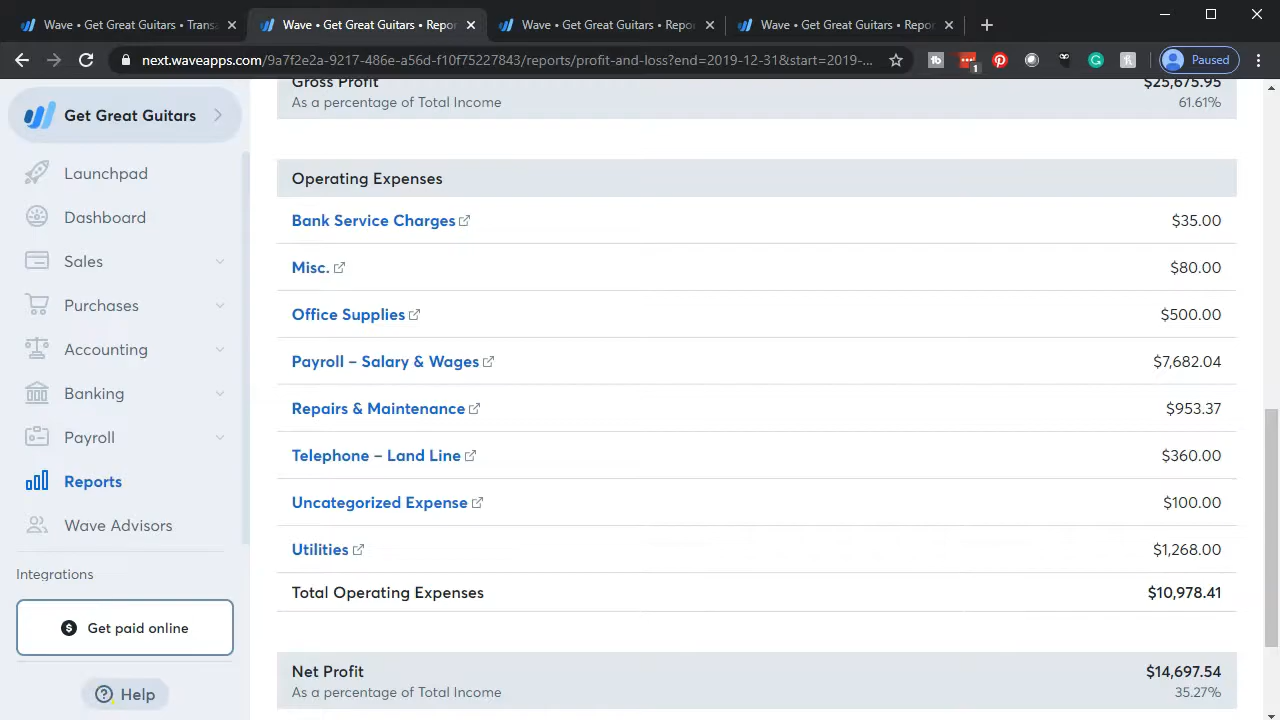 Wave • Get Great Guitars • Transa
Wave • Get Great Guitars • Repor
Wave • Get Great Guitars • Repor
Wave • Get Great Guitars • Repor
next.waveapps.com/9a7f2e2a-9217-486e-a56d-f10f75227843/reports/profit-and-loss?end=2019-12-31&start=2019-...
1
Paused
Get Great Guitars
Launchpad
Dashboard
Sales
Purchases
Accounting
Banking
Payroll
Reports
Wave Advisors
Integrations
Get paid online
Help
Gross Profit $25,675.95
As a percentage of Total Income 61.61%
Operating Expenses
Bank Service Charges $35.00
Misc. $80.00
Office Supplies $500.00
Payroll – Salary & Wages $7,682.04
Repairs & Maintenance $953.37
Telephone – Land Line $360.00
Uncategorized Expense $100.00
Utilities $1,268.00
Total Operating Expenses $10,978.41
Net Profit $14,697.54
As a percentage of Total Income 35.27%